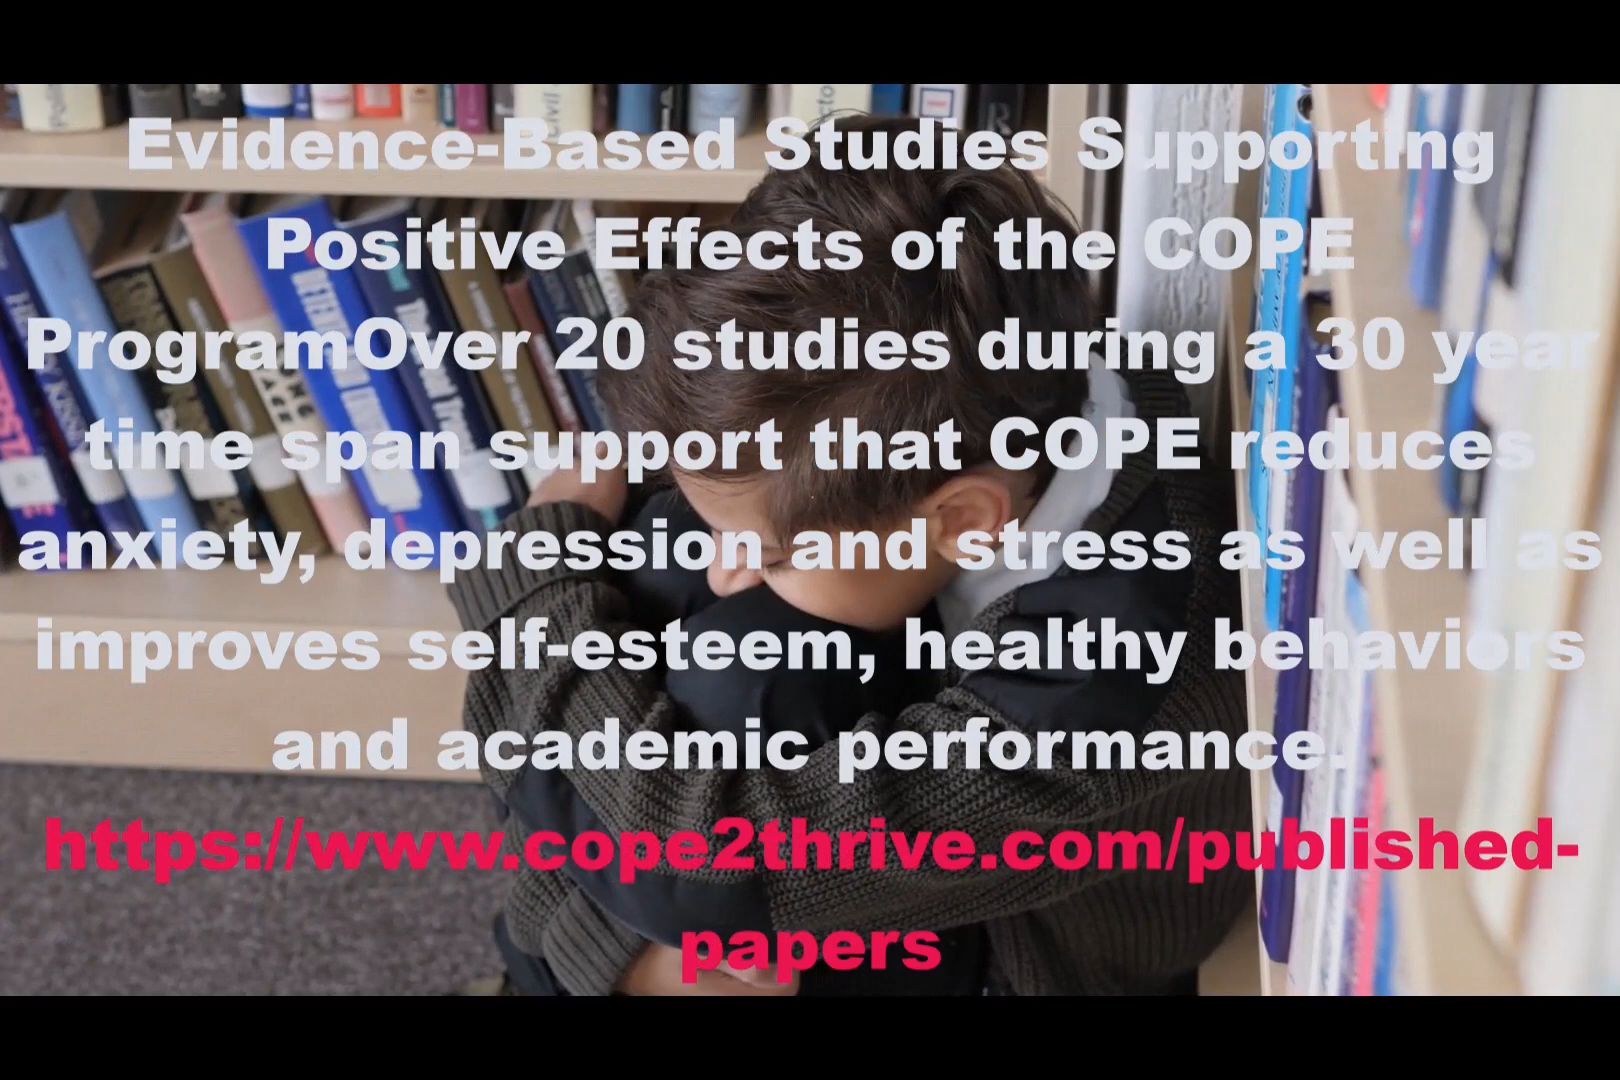 Evidence-Based Studies Supporting
Positive Effects of the COPE
ProgramOver 20 studies during a 30 year
time span support that COPE reduces
anxiety, depression and stress as well as
improves self-esteem, healthy behaviors
and academic performance.
https://www.cope2thrive.com/published-
papers